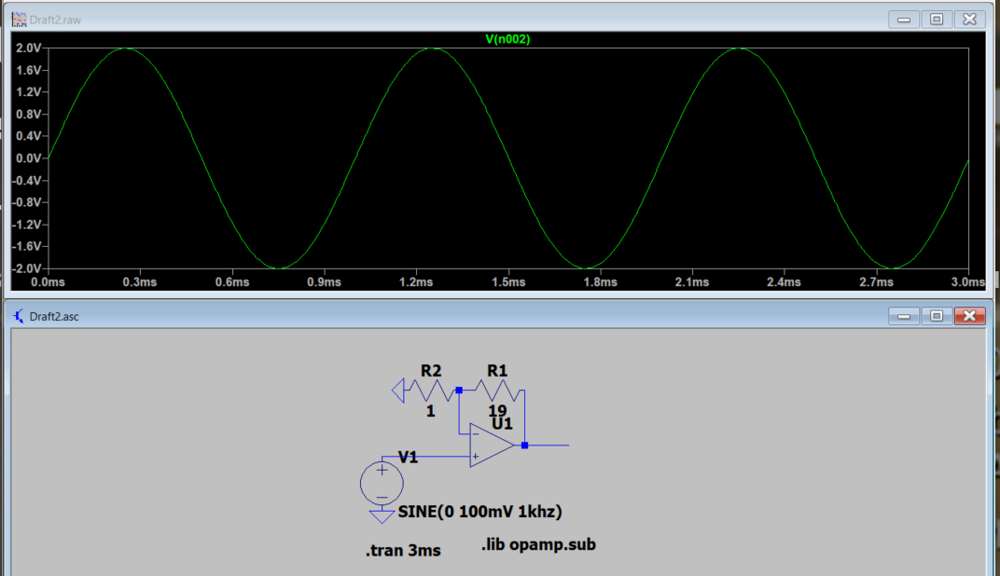 Draft2.raw
V(n002)
2.0V
1.6V
1.2V
0.8V
0.4V
0.0V
-0.4V
-0.8V
-1.2V
-1.6V
-2.0V
0.0ms 0.3ms 0.6ms 0.9ms 1.2ms 1.5ms 1.8ms 2.1ms 2.4ms 2.7ms 3.0ms
Draft2.asc
R2 R1
1 19
U1
V1
SINE(0 100mV 1khz)
.tran 3ms .lib opamp.sub